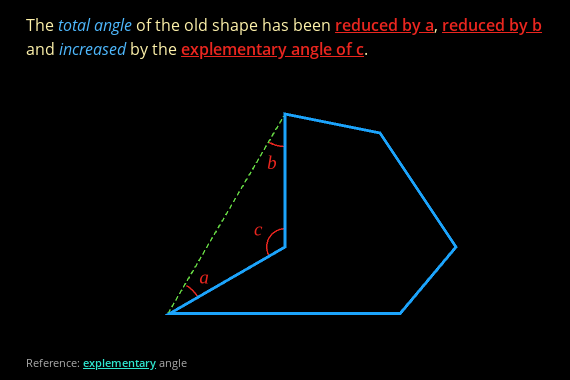 The total angle of the old shape has been reduced by a, reduced by b
and increased by the explementary angle of c.
b
c
a
Reference: explementary angle